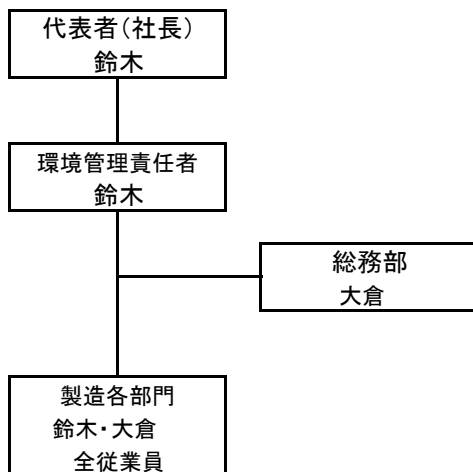 代表者(社長)
鈴木
環境管理責任者
鈴木
総務部
大倉
製造各部門
鈴木・大倉
全従業員